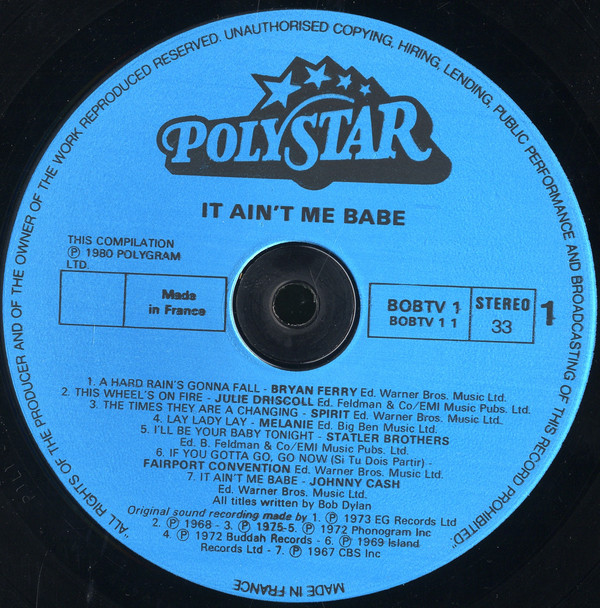 "ALL RIGHTS OF THE PRODUCER AND OF THE OWNER OF THE WORK REPRODUCED RESERVED. UNAUTHORISED COPYING, HIRING, LENDING, PUBLIC PERFORMANCE AND BROADCASTING OF THIS RECORD PROHIBITED."
POLYSTAR
IT AIN'T ME BABE
THIS COMPILATION
Ⓟ 1980 POLYGRAM
LTD.
Made
in France
BOBTV 1
BOBTV 1 1
STEREO
33
1
1. A HARD RAIN'S GONNA FALL - BRYAN FERRY Ed. Warner Bros. Music Ltd.
2. THIS WHEEL'S ON FIRE - JULIE DRISCOLL Ed. Feldman & Co/EMI Music Pubs. Ltd.
3. THE TIMES THEY ARE A CHANGING - SPIRIT Ed. Warner Bros. Music Ltd.
4. LAY LADY LAY - MELANIE Ed. Big Ben Music Ltd.
5. I'LL BE YOUR BABY TONIGHT - STATLER BROTHERS
Ed. B. Feldman & Co/EMI Music Pubs. Ltd.
6. IF YOU GOTTA GO, GO NOW (Si Tu Dois Partir) -
FAIRPORT CONVENTION Ed. Warner Bros. Music Ltd.
7. IT AIN'T ME BABE - JOHNNY CASH
Ed. Warner Bros. Music Ltd.
All titles written by Bob Dylan
Original sound recording made by 1. Ⓟ 1973 EG Records Ltd
2. Ⓟ 1968 - 3. Ⓟ 1975-5. Ⓟ 1972 Phonogram Inc
4. Ⓟ 1972 Buddah Records - 6. Ⓟ 1969 Island
Records Ltd - 7. Ⓟ 1967 CBS Inc
MADE IN FRANCE